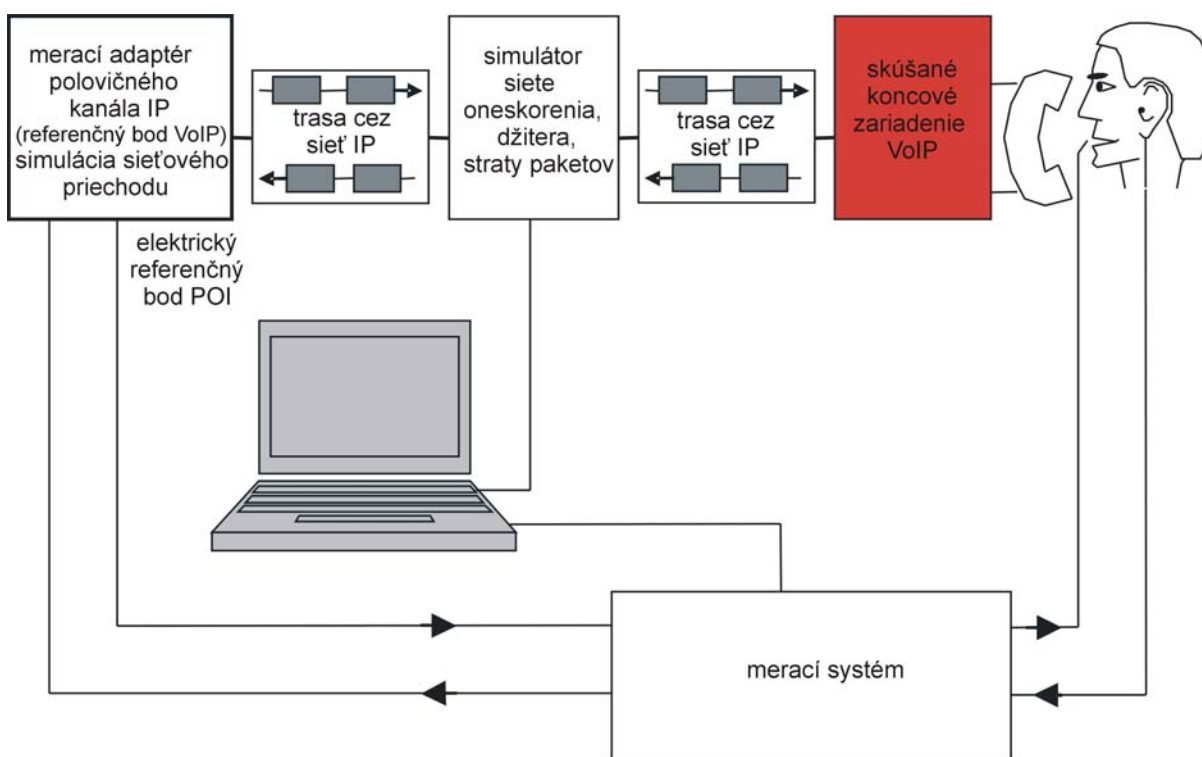 merací adaptér
polovičného
kanála IP
(referenčný bod VoIP)
simulácia sieťového
priechodu
trasa cez
sieť IP
simulátor
siete
oneskorenia,
džitera,
straty paketov
trasa cez
sieť IP
skúšané
koncové
zariadenie
VoIP
elektrický
referenčný
bod POI
merací systém